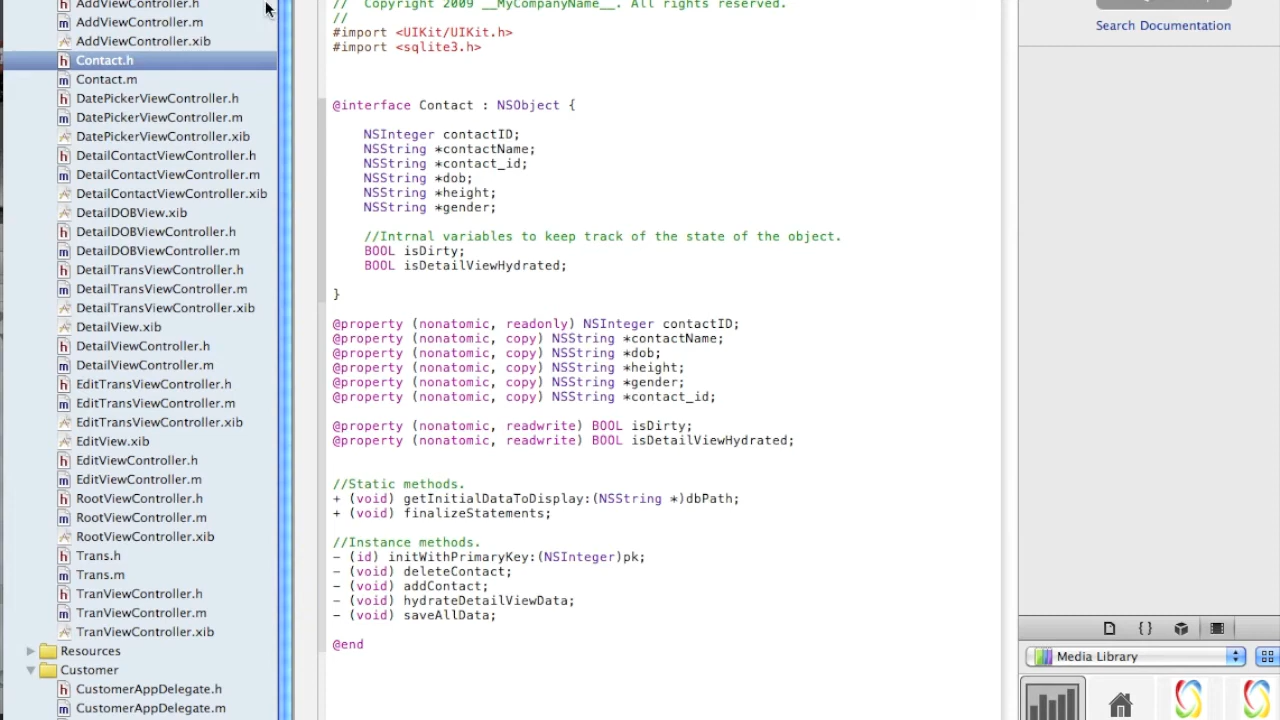 AddViewController.h
AddViewController.m
AddViewController.xib
Contact.h
Contact.m
DatePickerViewController.h
DatePickerViewController.m
DatePickerViewController.xib
DetailContactViewController.h
DetailContactViewController.m
DetailContactViewController.xib
DetailDOBView.xib
DetailDOBViewController.h
DetailDOBViewController.m
DetailTransViewController.h
DetailTransViewController.m
DetailTransViewController.xib
DetailView.xib
DetailViewController.h
DetailViewController.m
EditTransViewController.h
EditTransViewController.m
EditTransViewController.xib
EditView.xib
EditViewController.h
EditViewController.m
RootViewController.h
RootViewController.m
RootViewController.xib
Trans.h
Trans.m
TranViewController.h
TranViewController.m
TranViewController.xib
Resources
Customer
CustomerAppDelegate.h
CustomerAppDelegate.m
//  Copyright 2009 __MyCompanyName__. All rights reserved.
//
#import <UIKit/UIKit.h>
#import <sqlite3.h>
@interface Contact : NSObject {
NSInteger contactID;
NSString *contactName;
NSString *contact_id;
NSString *dob;
NSString *height;
NSString *gender;
//Intrnal variables to keep track of the state of the object.
BOOL isDirty;
BOOL isDetailViewHydrated;
}
@property (nonatomic, readonly) NSInteger contactID;
@property (nonatomic, copy) NSString *contactName;
@property (nonatomic, copy) NSString *dob;
@property (nonatomic, copy) NSString *height;
@property (nonatomic, copy) NSString *gender;
@property (nonatomic, copy) NSString *contact_id;
@property (nonatomic, readwrite) BOOL isDirty;
@property (nonatomic, readwrite) BOOL isDetailViewHydrated;
//Static methods.
+ (void) getInitialDataToDisplay:(NSString *)dbPath;
+ (void) finalizeStatements;
//Instance methods.
- (id) initWithPrimaryKey:(NSInteger)pk;
- (void) deleteContact;
- (void) addContact;
- (void) hydrateDetailViewData;
- (void) saveAllData;
@end
Search Documentation
{ }
Media Library